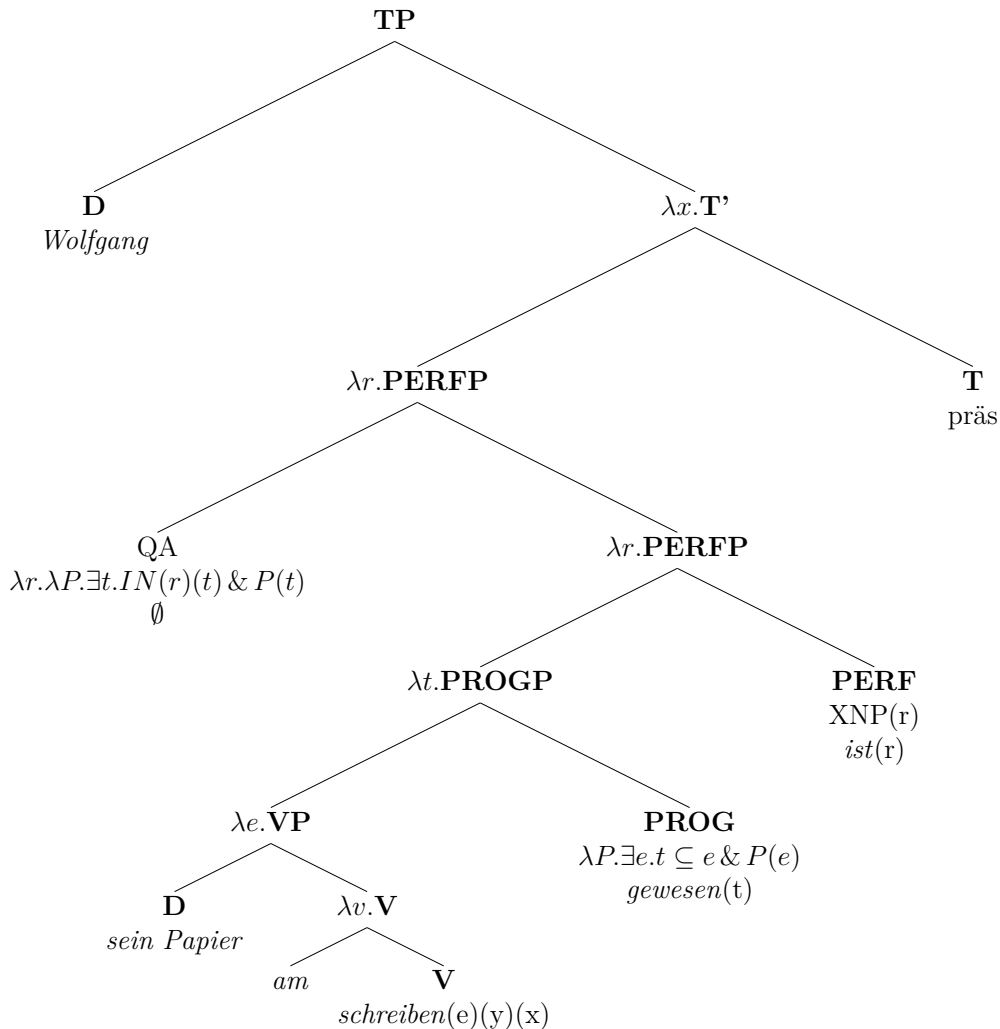 TP
D λx.T’
Wolfgang
λr.PERFP T
präs
QA λr.PERFP
λr.λP.∃t.IN(r)(t) & P(t)
∅
λt.PROGP PERF
XNP(r)
ist(r)
λe.VP PROG
λP.∃e.t ⊆ e & P(e)
gewesen(t)
D λv.V
sein Papier
am V
schreiben(e)(y)(x)